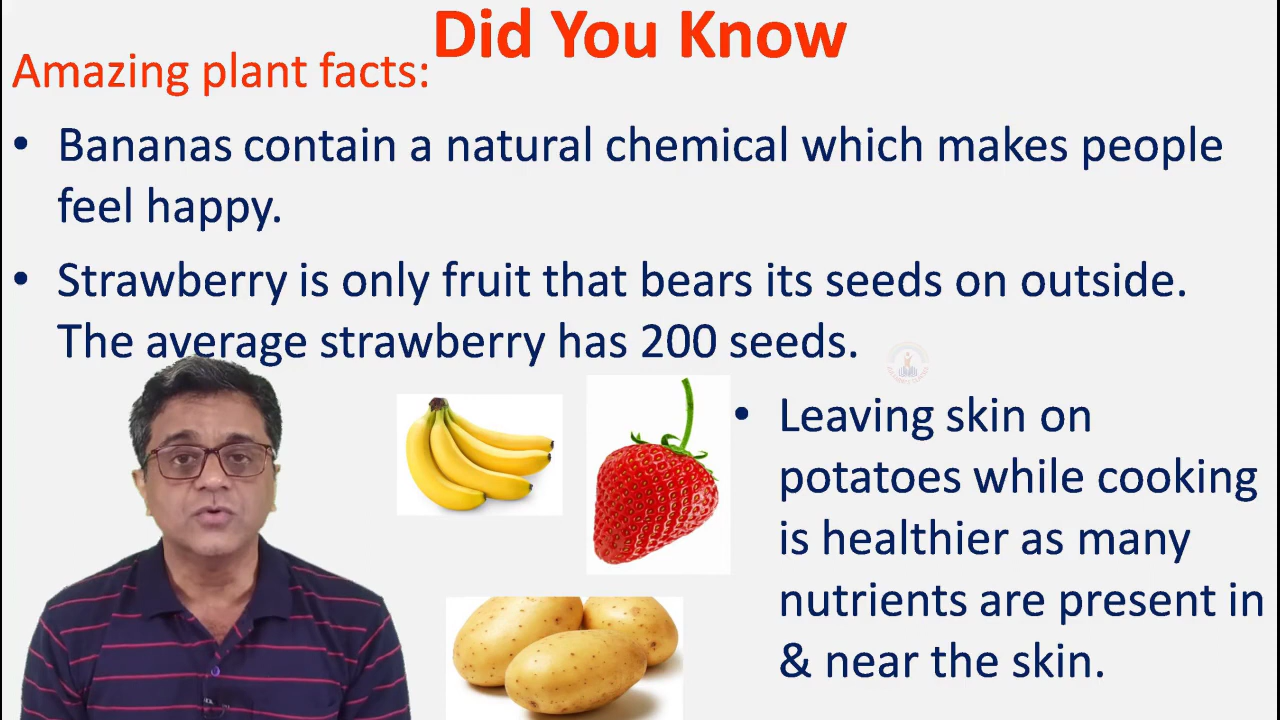 Did You Know
Amazing plant facts:
• Bananas contain a natural chemical which makes people
feel happy.
• Strawberry is only fruit that bears its seeds on outside.
The average strawberry has 200 seeds.
• Leaving skin on
potatoes while cooking
is healthier as many
nutrients are present in
& near the skin.